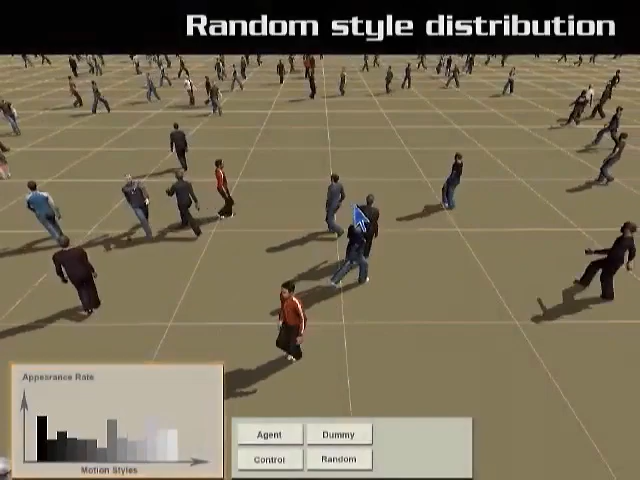 Random style distribution
Appearance Rate
Motion Styles
Agent
Dummy
Control
Random